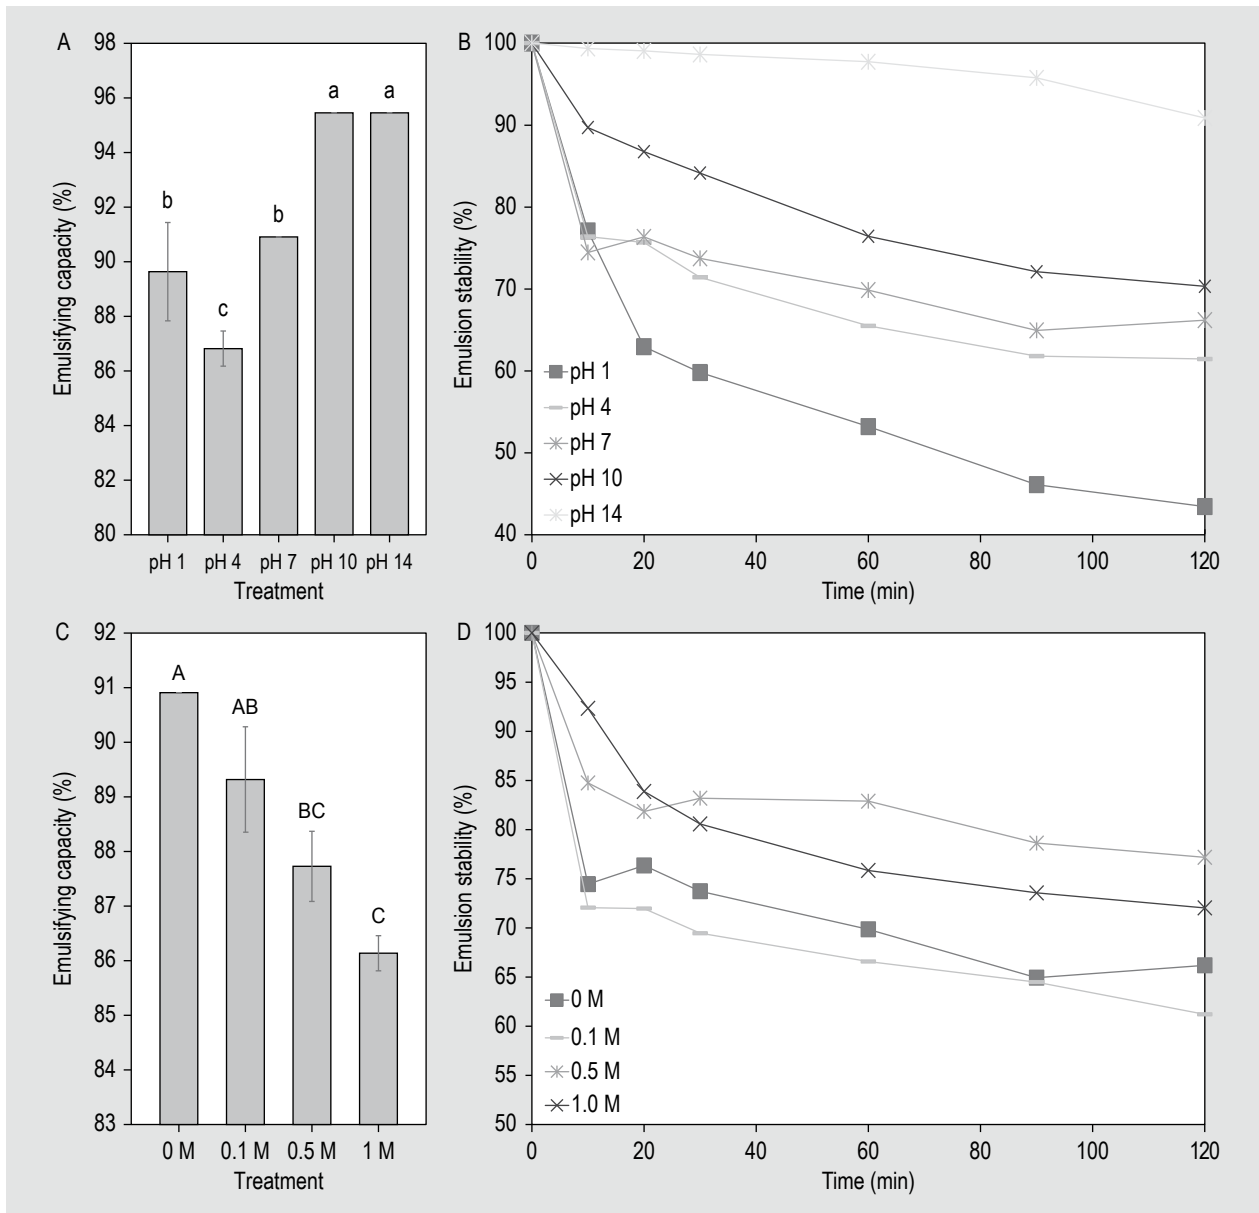 A
98
96
94
92
90
88
86
84
82
80
Emulsifying capacity (%)
b
c
b
a
a
pH 1 pH 4 pH 7 pH 10 pH 14
Treatment
B
100
90
80
70
60
50
40
Emulsion stability (%)
pH 1
pH 4
pH 7
pH 10
pH 14
0 20 40 60 80 100 120
Time (min)
C
92
91
90
89
88
87
86
85
84
83
Emulsifying capacity (%)
A
AB
BC
C
0 M 0.1 M 0.5 M 1 M
Treatment
D
100
95
90
85
80
75
70
65
60
55
50
Emulsion stability (%)
0 M
0.1 M
0.5 M
1.0 M
0 20 40 60 80 100 120
Time (min)